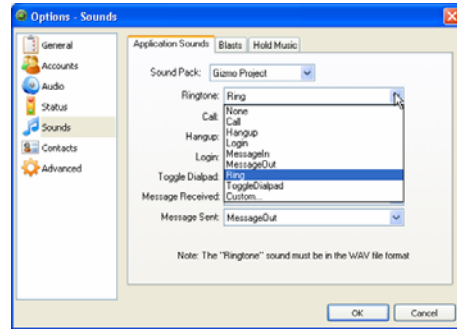 Options - Sounds
General
Accounts
Audio
Status
Sounds
Contacts
Advanced
Application Sounds Blasts Hold Music
Sound Pack: Gizmo Project
Ringtone: Ring
None
Call: Call
Hangup: Hangup
Login
Login: MessageIn
MessageOut
Toggle Dialpad: Ring
ToggleDialpad
Message Received: Custom...
Message Sent: MessageOut
Note: The "Ringtone" sound must be in the WAV file format
OK Cancel